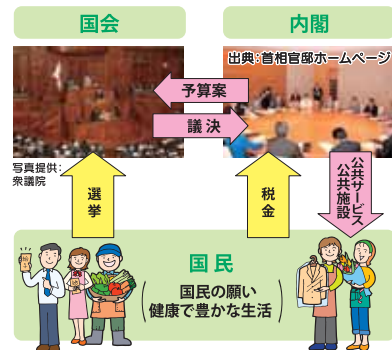 国会
内閣
出典:首相官邸ホームページ
予算案
議決
写真提供:
衆議院
選挙
税金
公共サービス
公共施設
国民
国民の願い
健康で豊かな生活